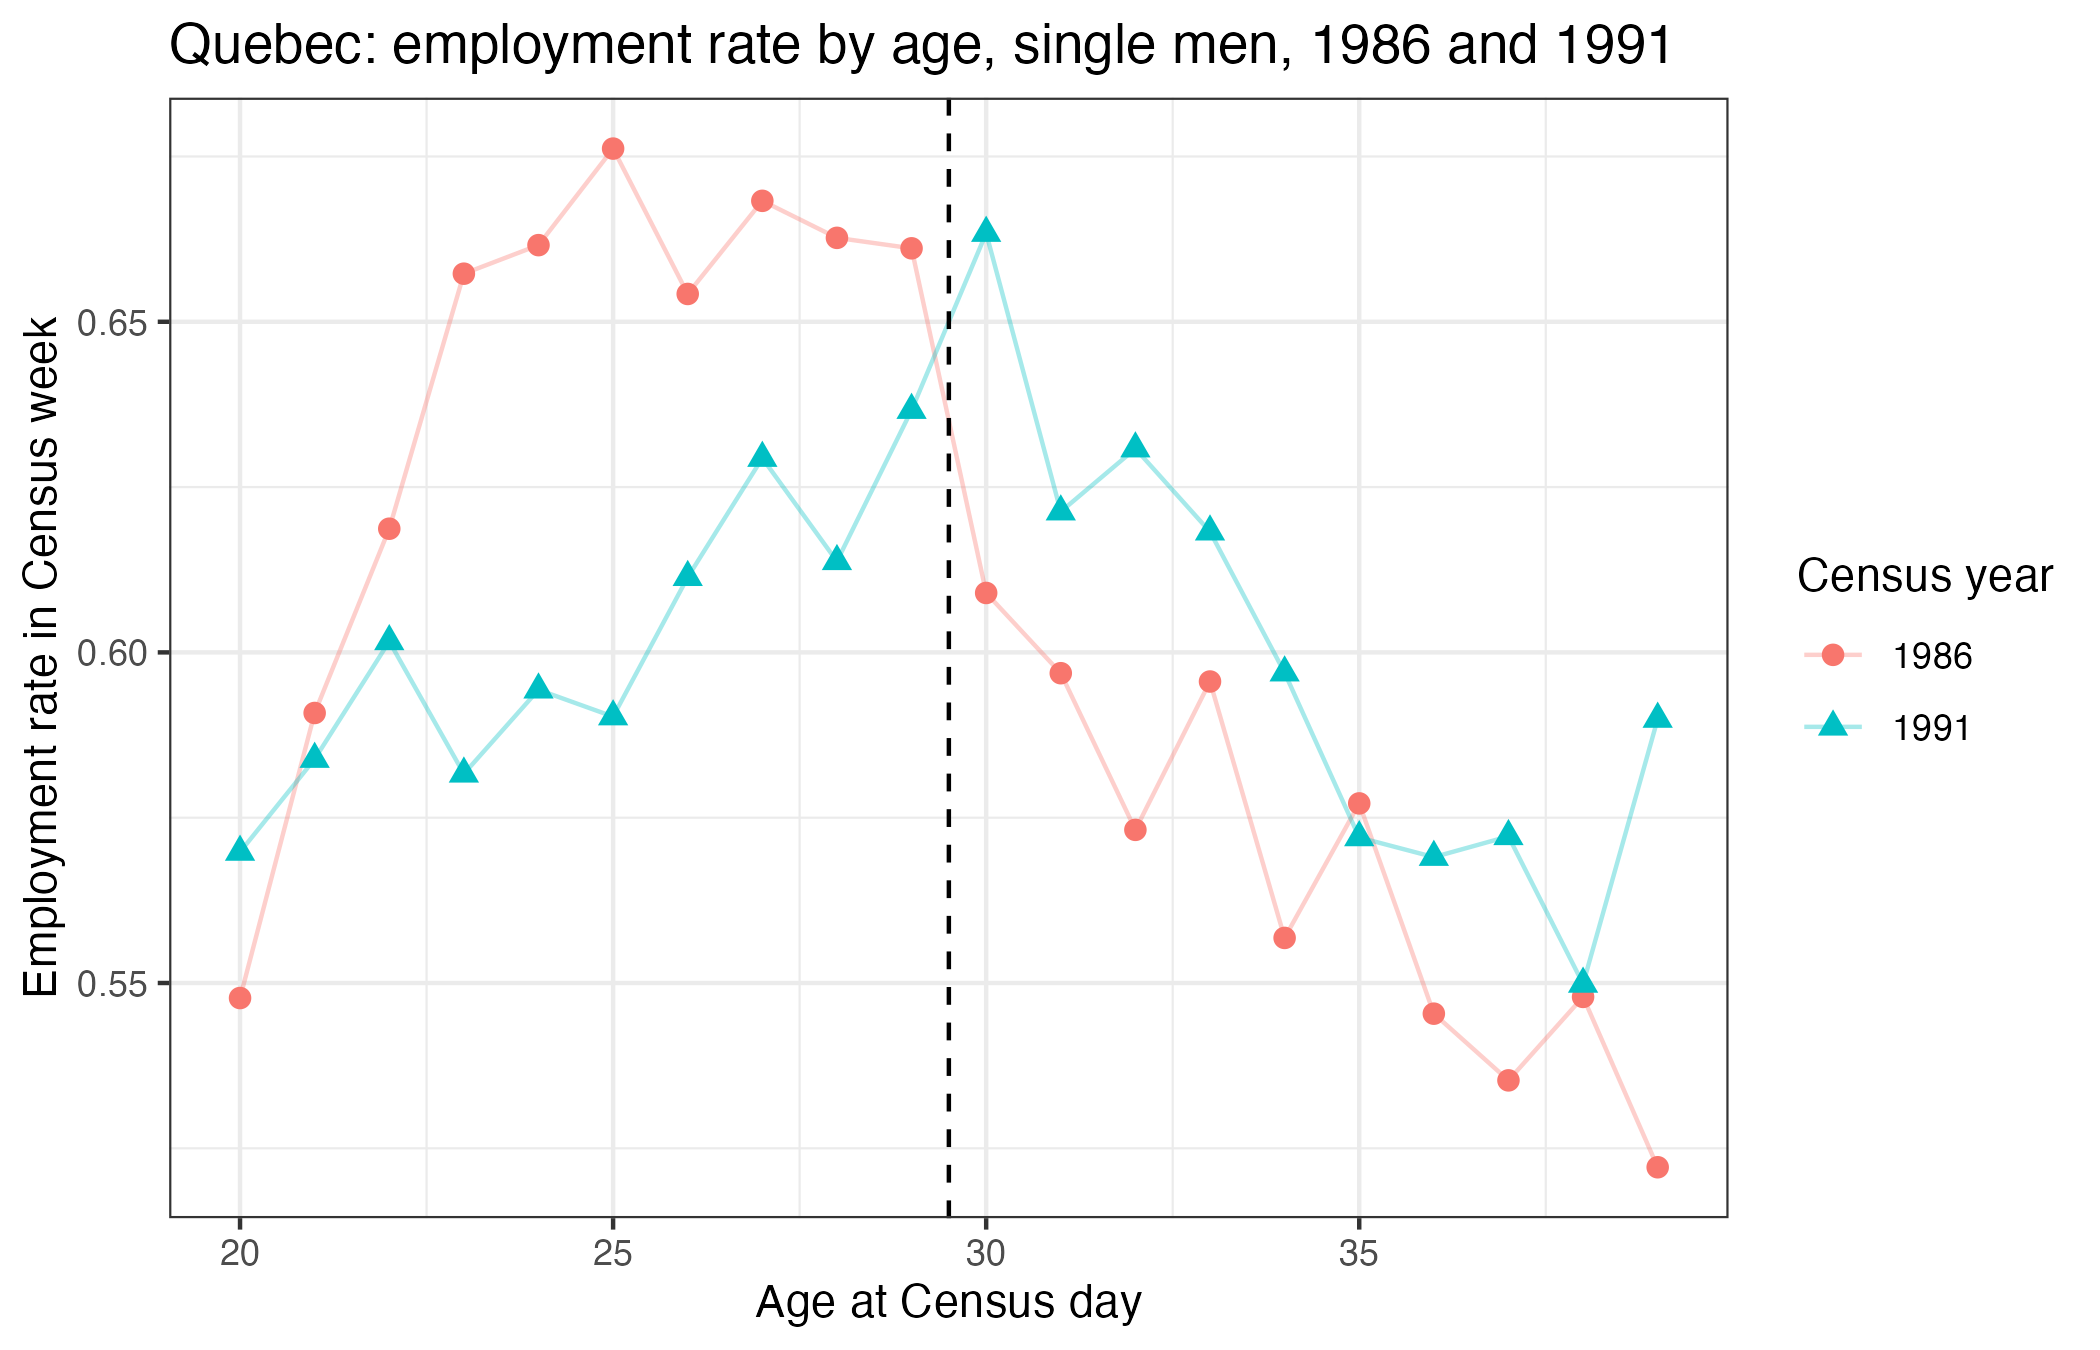 Quebec: employment rate by age, single men, 1986 and 1991
Employment rate in Census week
0.65
0.60
0.55
20
25
30
35
Age at Census day
Census year
1986
1991